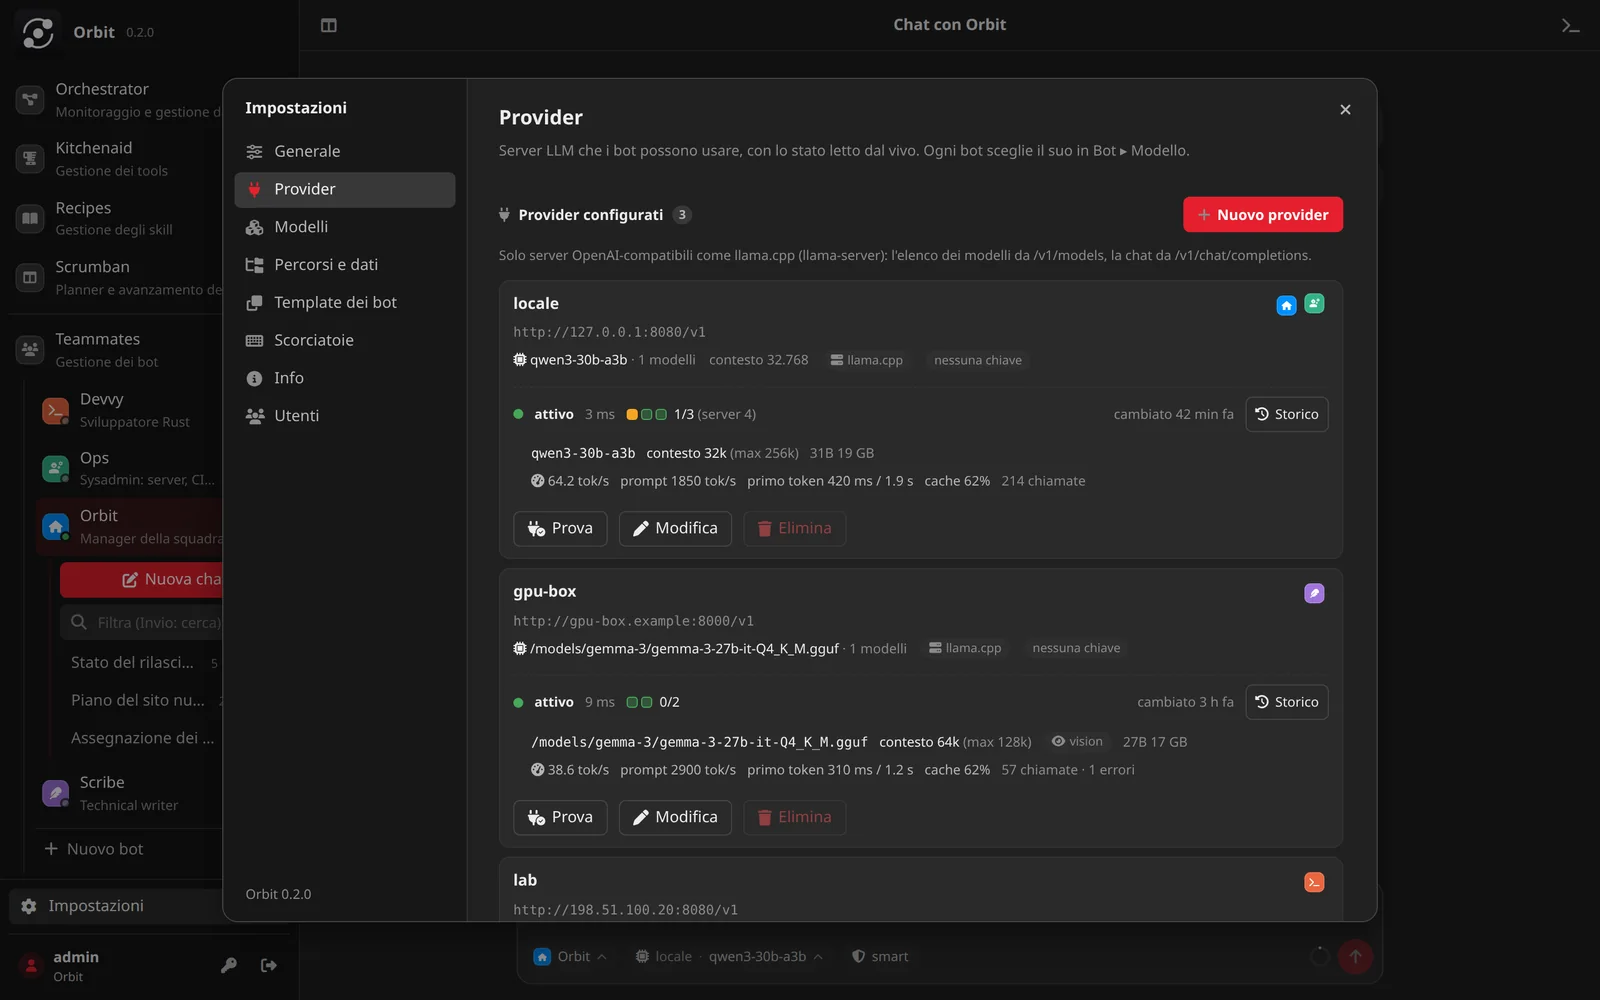 Orbit 0.2.0
Chat con Orbit
Orchestrator
Monitoraggio e gestione d
Kitchenaid
Gestione dei tools
Recipes
Gestione degli skill
Scrumban
Planner e avanzamento de
Teammates
Gestione dei bot
Devvy
Sviluppatore Rust
Ops
Sysadmin: server, CI...
Orbit
Manager della squadra
Nuova cha
Filtra (Invio: cerca)
Stato del rilasci... 5
Piano del sito nu...
Assegnazione dei ...
Scribe
Technical writer
+ Nuovo bot
Impostazioni
admin
Orbit
Impostazioni
Generale
Provider
Modelli
Percorsi e dati
Template dei bot
Scorciatoie
Info
Utenti
Orbit 0.2.0
Provider
Server LLM che i bot possono usare, con lo stato letto dal vivo. Ogni bot sceglie il suo in Bot ▸ Modello.
Provider configurati 3
+ Nuovo provider
Solo server OpenAI-compatibili come llama.cpp (llama-server): l'elenco dei modelli da /v1/models, la chat da /v1/chat/completions.
locale
http://127.0.0.1:8080/v1
qwen3-30b-a3b · 1 modelli contesto 32.768 llama.cpp nessuna chiave
attivo 3 ms 1/3 (server 4) cambiato 42 min fa Storico
qwen3-30b-a3b contesto 32k (max 256k) 31B 19 GB
64.2 tok/s prompt 1850 tok/s primo token 420 ms / 1.9 s cache 62% 214 chiamate
Prova Modifica Elimina
gpu-box
http://gpu-box.example:8000/v1
/models/gemma-3/gemma-3-27b-it-Q4_K_M.gguf · 1 modelli llama.cpp nessuna chiave
attivo 9 ms 0/2 cambiato 3 h fa Storico
/models/gemma-3/gemma-3-27b-it-Q4_K_M.gguf contesto 64k (max 128k) vision 27B 17 GB
38.6 tok/s prompt 2900 tok/s primo token 310 ms / 1.2 s cache 62% 57 chiamate · 1 errori
Prova Modifica Elimina
lab
http://198.51.100.20:8080/v1
Orbit locale · qwen3-30b-a3b smart